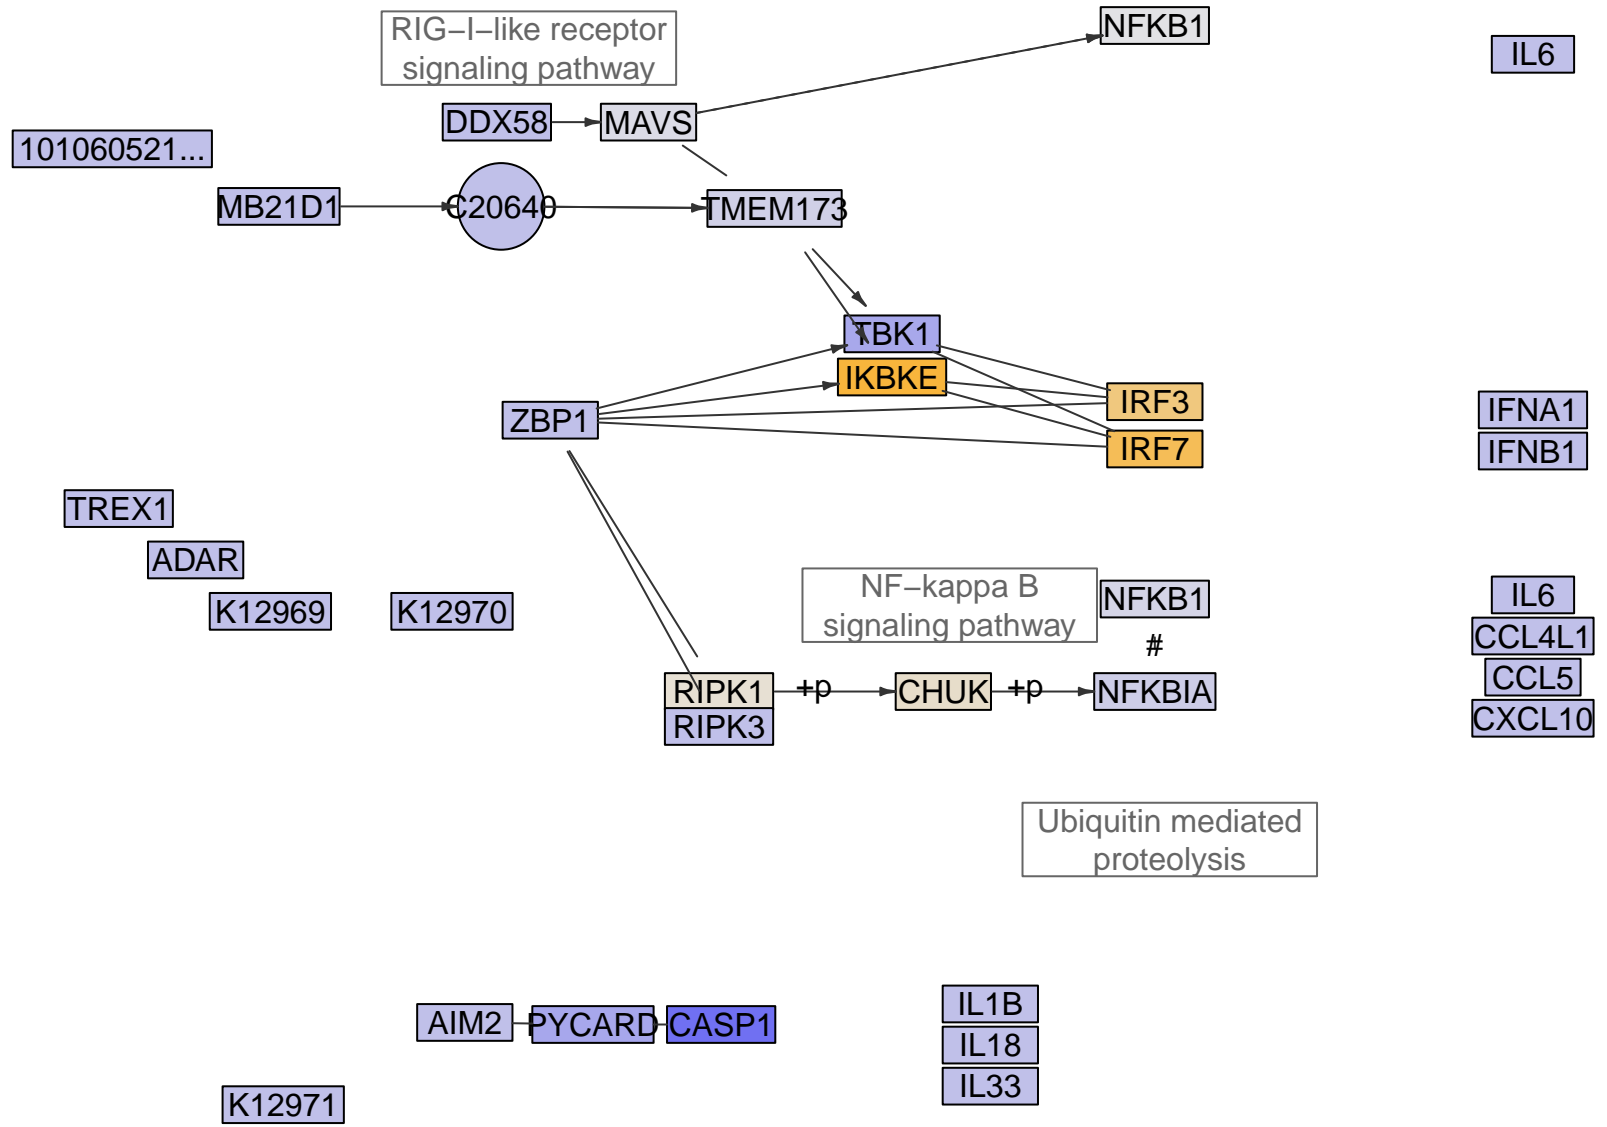 RIG−I−like receptor
signaling pathway
NFKB1
IL6
DDX58
MAVS
101060521...
MB21D1
C20640
TMEM173
TBK1
IKBKE
IRF3
ZBP1
IRF7
IFNA1
IFNB1
TREX1
ADAR
K12969
K12970
NF−kappa B
signaling pathway
NFKB1
#
IL6
CCL4L1
CCL5
CXCL10
RIPK1
+p
CHUK
+p
NFKBIA
RIPK3
Ubiquitin mediated
proteolysis
AIM2
PYCARD
CASP1
IL1B
IL18
IL33
K12971